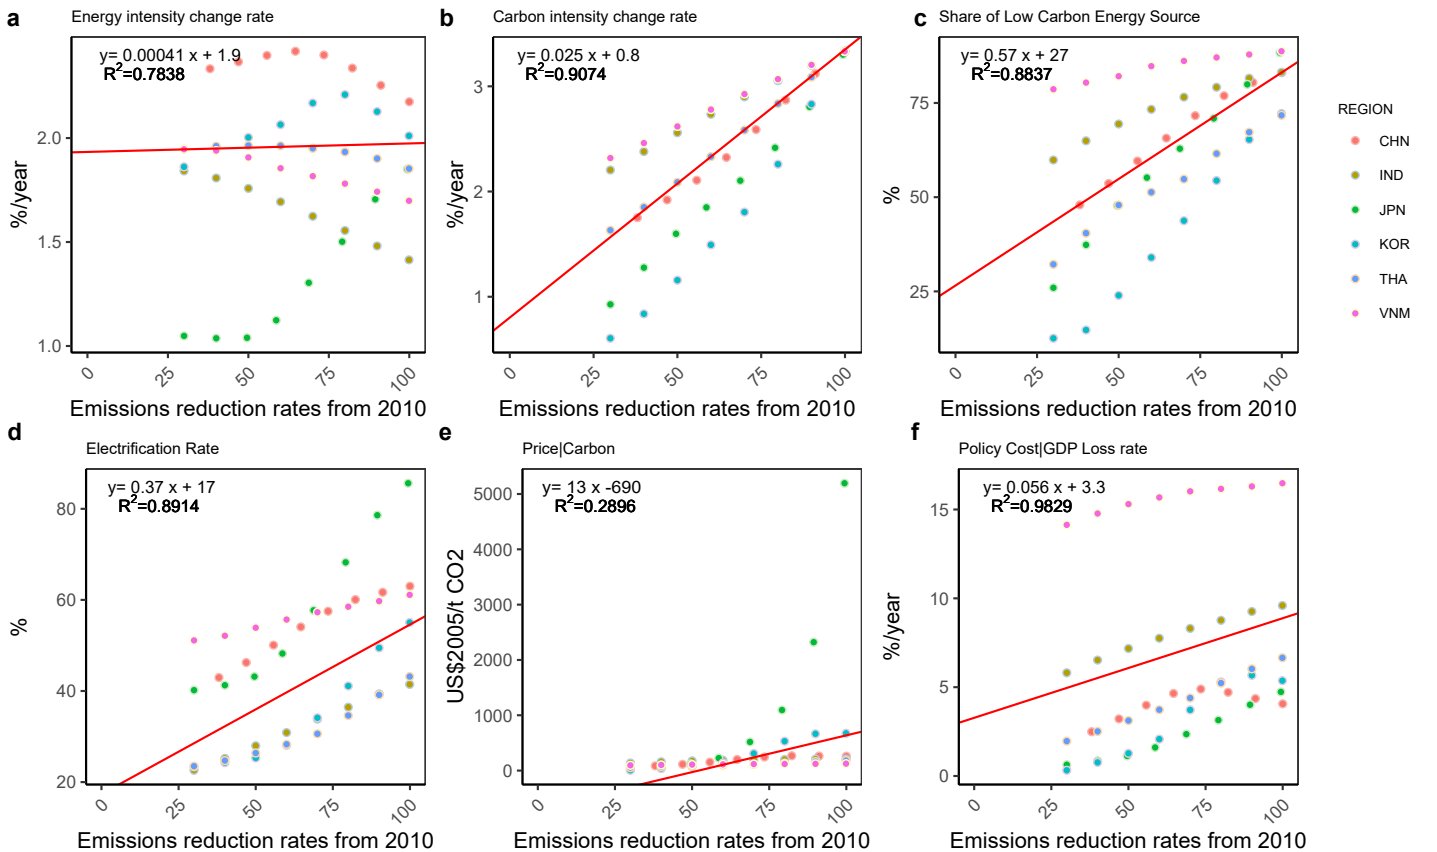 a
Energy intensity change rate
y= 0.00041 x + 1.9
R²=0.7838
%/year
2.0
1.5
1.0
0
25
50
75
100
Emissions reduction rates from 2010
b
Carbon intensity change rate
y= 0.025 x + 0.8
R²=0.9074
%/year
3
2
1
0
25
50
75
100
Emissions reduction rates from 2010
c
Share of Low Carbon Energy Source
y= 0.57 x + 27
R²=0.8837
%
75
50
25
0
25
50
75
100
Emissions reduction rates from 2010
REGION
CHN
IND
JPN
KOR
THA
VNM
d
Electrification Rate
y= 0.37 x + 17
R²=0.8914
%
80
60
40
20
0
25
50
75
100
Emissions reduction rates from 2010
e
Price|Carbon
y= 13 x -690
R²=0.2896
US$2005/t CO2
5000
4000
3000
2000
1000
0
0
25
50
75
100
Emissions reduction rates from 2010
f
Policy Cost|GDP Loss rate
y= 0.056 x + 3.3
R²=0.9829
%/year
15
10
5
0
0
25
50
75
100
Emissions reduction rates from 2010